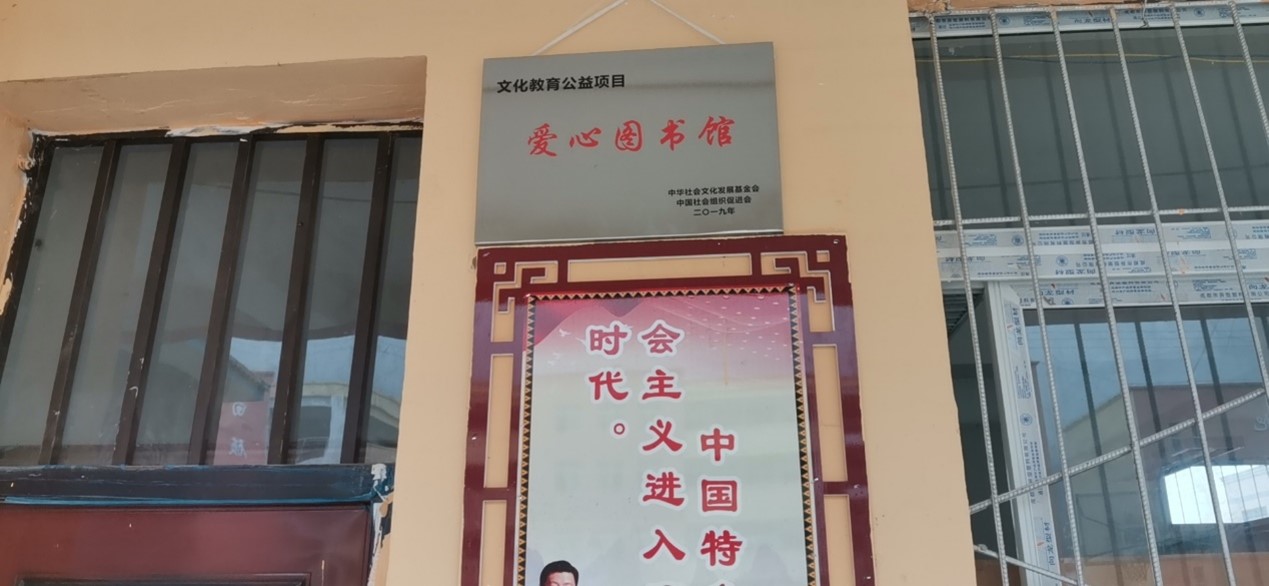 文化教育公益项目
爱心图书馆
中华社会文化发展基金会
中国社会组织促进会
二〇一九年
中国特
会主义进入
时代。